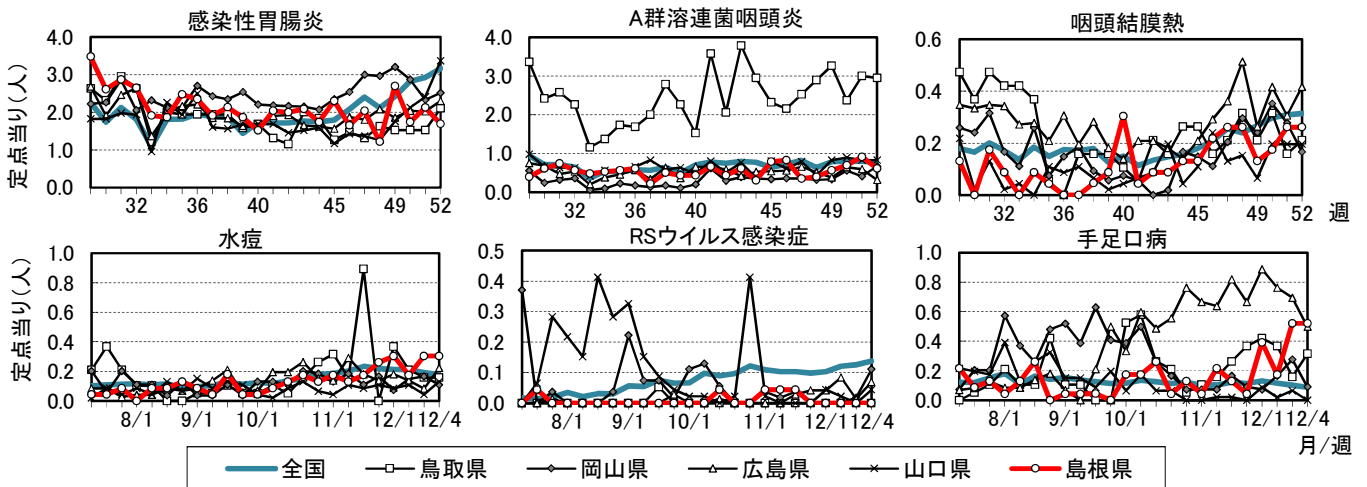 感染性胃腸炎
A群溶連菌咽頭炎
咽頭結膜熱
定点当り(人)
4.0
3.0
2.0
1.0
0.0
32 36 40 45 49 52
4.0
3.0
2.0
1.0
0.0
32 36 40 45 49 52
0.6
0.4
0.2
0.0
32 36 40 45 49 52 週
水痘
RSウイルス感染症
手足口病
定点当り(人)
1.0
0.8
0.6
0.4
0.2
0.0
8/1 9/1 10/1 11/1 12/1 12/4
0.5
0.4
0.3
0.2
0.1
0.0
8/1 9/1 10/1 11/1 12/1 12/4
1.0
0.8
0.6
0.4
0.2
0.0
8/1 9/1 10/1 11/1 12/1 12/4
月/週
全国 鳥取県 岡山県 広島県 山口県 島根県